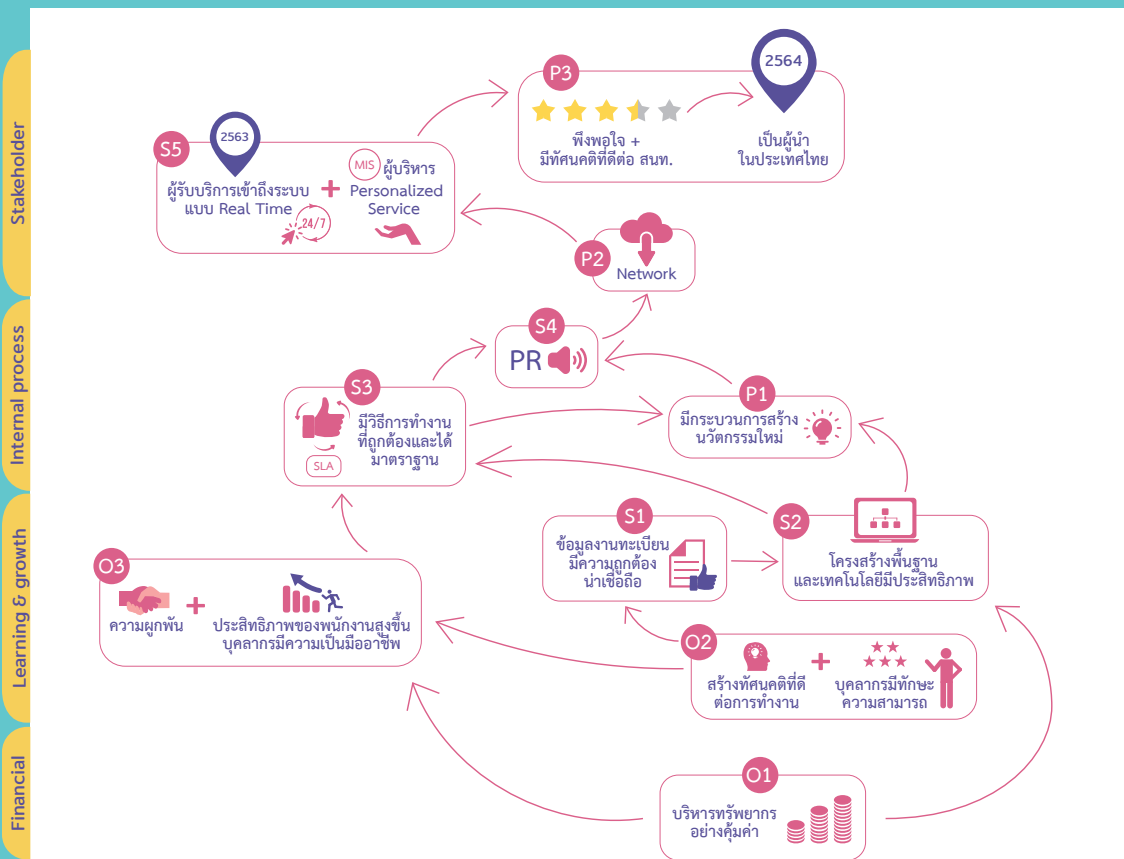 Stakeholder
Internal process
Learning & growth
Financial
P3
2564
พึงพอใจ +
มีทัศนคติที่ดีต่อ สนท.
เป็นผู้นำ
ในประเทศไทย
S5
2563
ผู้รับบริการเข้าถึงระบบ
แบบ Real Time
24/7
+
MIS
ผู้บริหาร
Personalized
Service
P2
Network
S4
PR
S3
มีวิธีการทำงาน
ที่ถูกต้องและได้
มาตราฐาน
SLA
P1
มีกระบวนการสร้าง
นวัตกรรมใหม่
S1
ข้อมูลงานทะเบียน
มีความถูกต้อง
น่าเชื่อถือ
S2
โครงสร้างพื้นฐาน
และเทคโนโลยีมีประสิทธิภาพ
O3
ความผูกพัน
+
ประสิทธิภาพของพนักงานสูงขึ้น
บุคลากรมีความเป็นมืออาชีพ
O2
สร้างทัศนคติที่ดี
ต่อการทำงาน
+
บุคลากรมีทักษะ
ความสามารถ
O1
บริหารทรัพยากร
อย่างคุ้มค่า